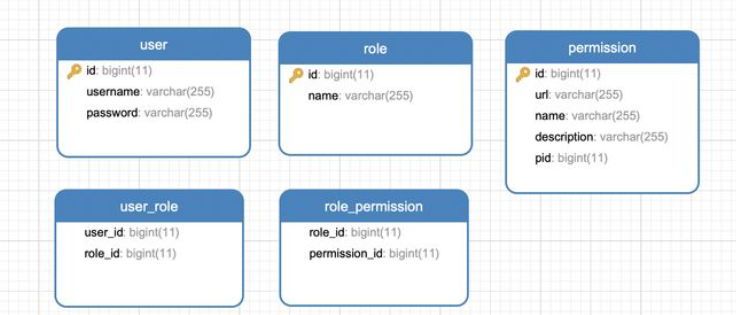 user
id: bigint(11)
username: varchar(255)
password: varchar(255)
role
id: bigint(11)
name: varchar(255)
permission
id: bigint(11)
url: varchar(255)
name: varchar(255)
description: varchar(255)
pid: bigint(11)
user_role
user_id: bigint(11)
role_id: bigint(11)
role_permission
role_id: bigint(11)
permission_id: bigint(11)